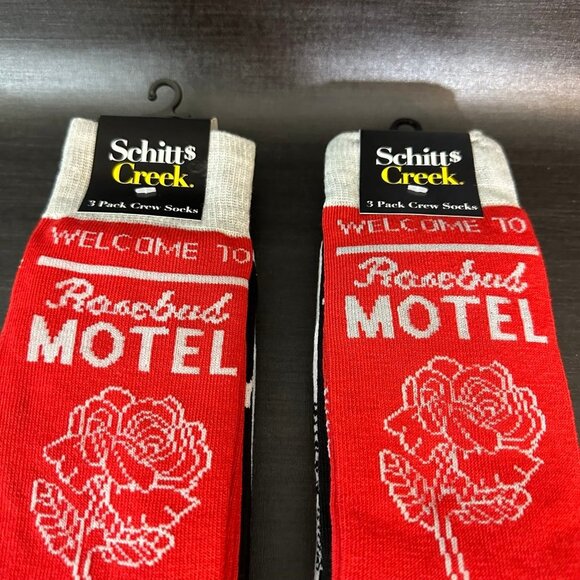 Schitt$
Creek.
3 Pack Crew Socks
WELCOME TO
Rosebud
MOTEL
Schitt$
Creek.
3 Pack Crew Socks
WELCOME TO
Rosebud
MOTEL